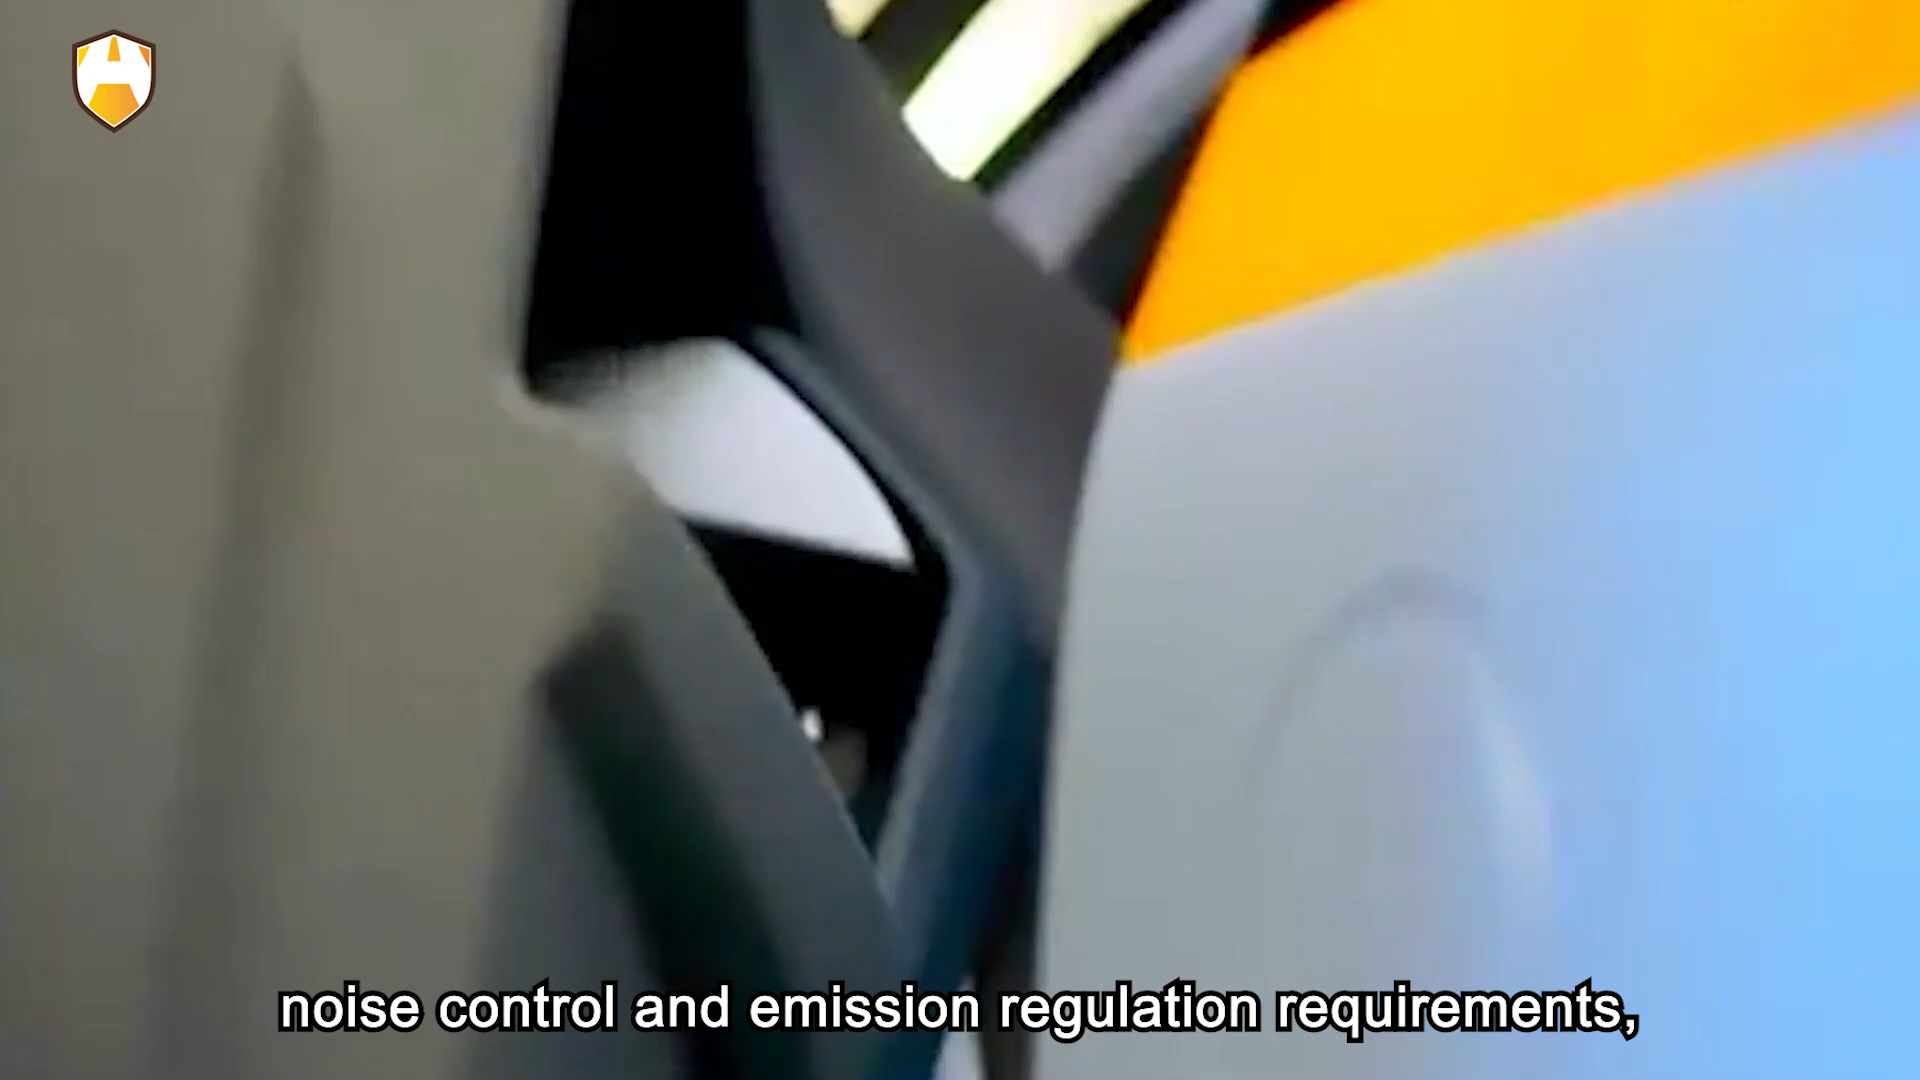 noise control and emission regulation requirements,